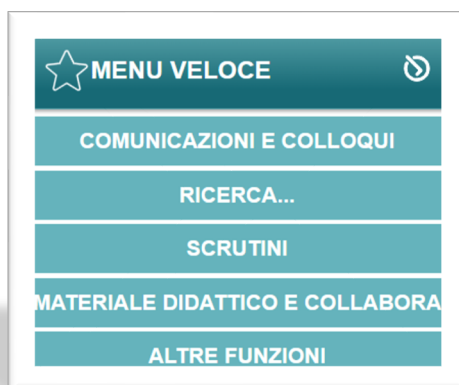 MENU VELOCE
COMUNICAZIONI E COLLOQUI
RICERCA...
SCRUTINI
MATERIALE DIDATTICO E COLLABORA
ALTRE FUNZIONI